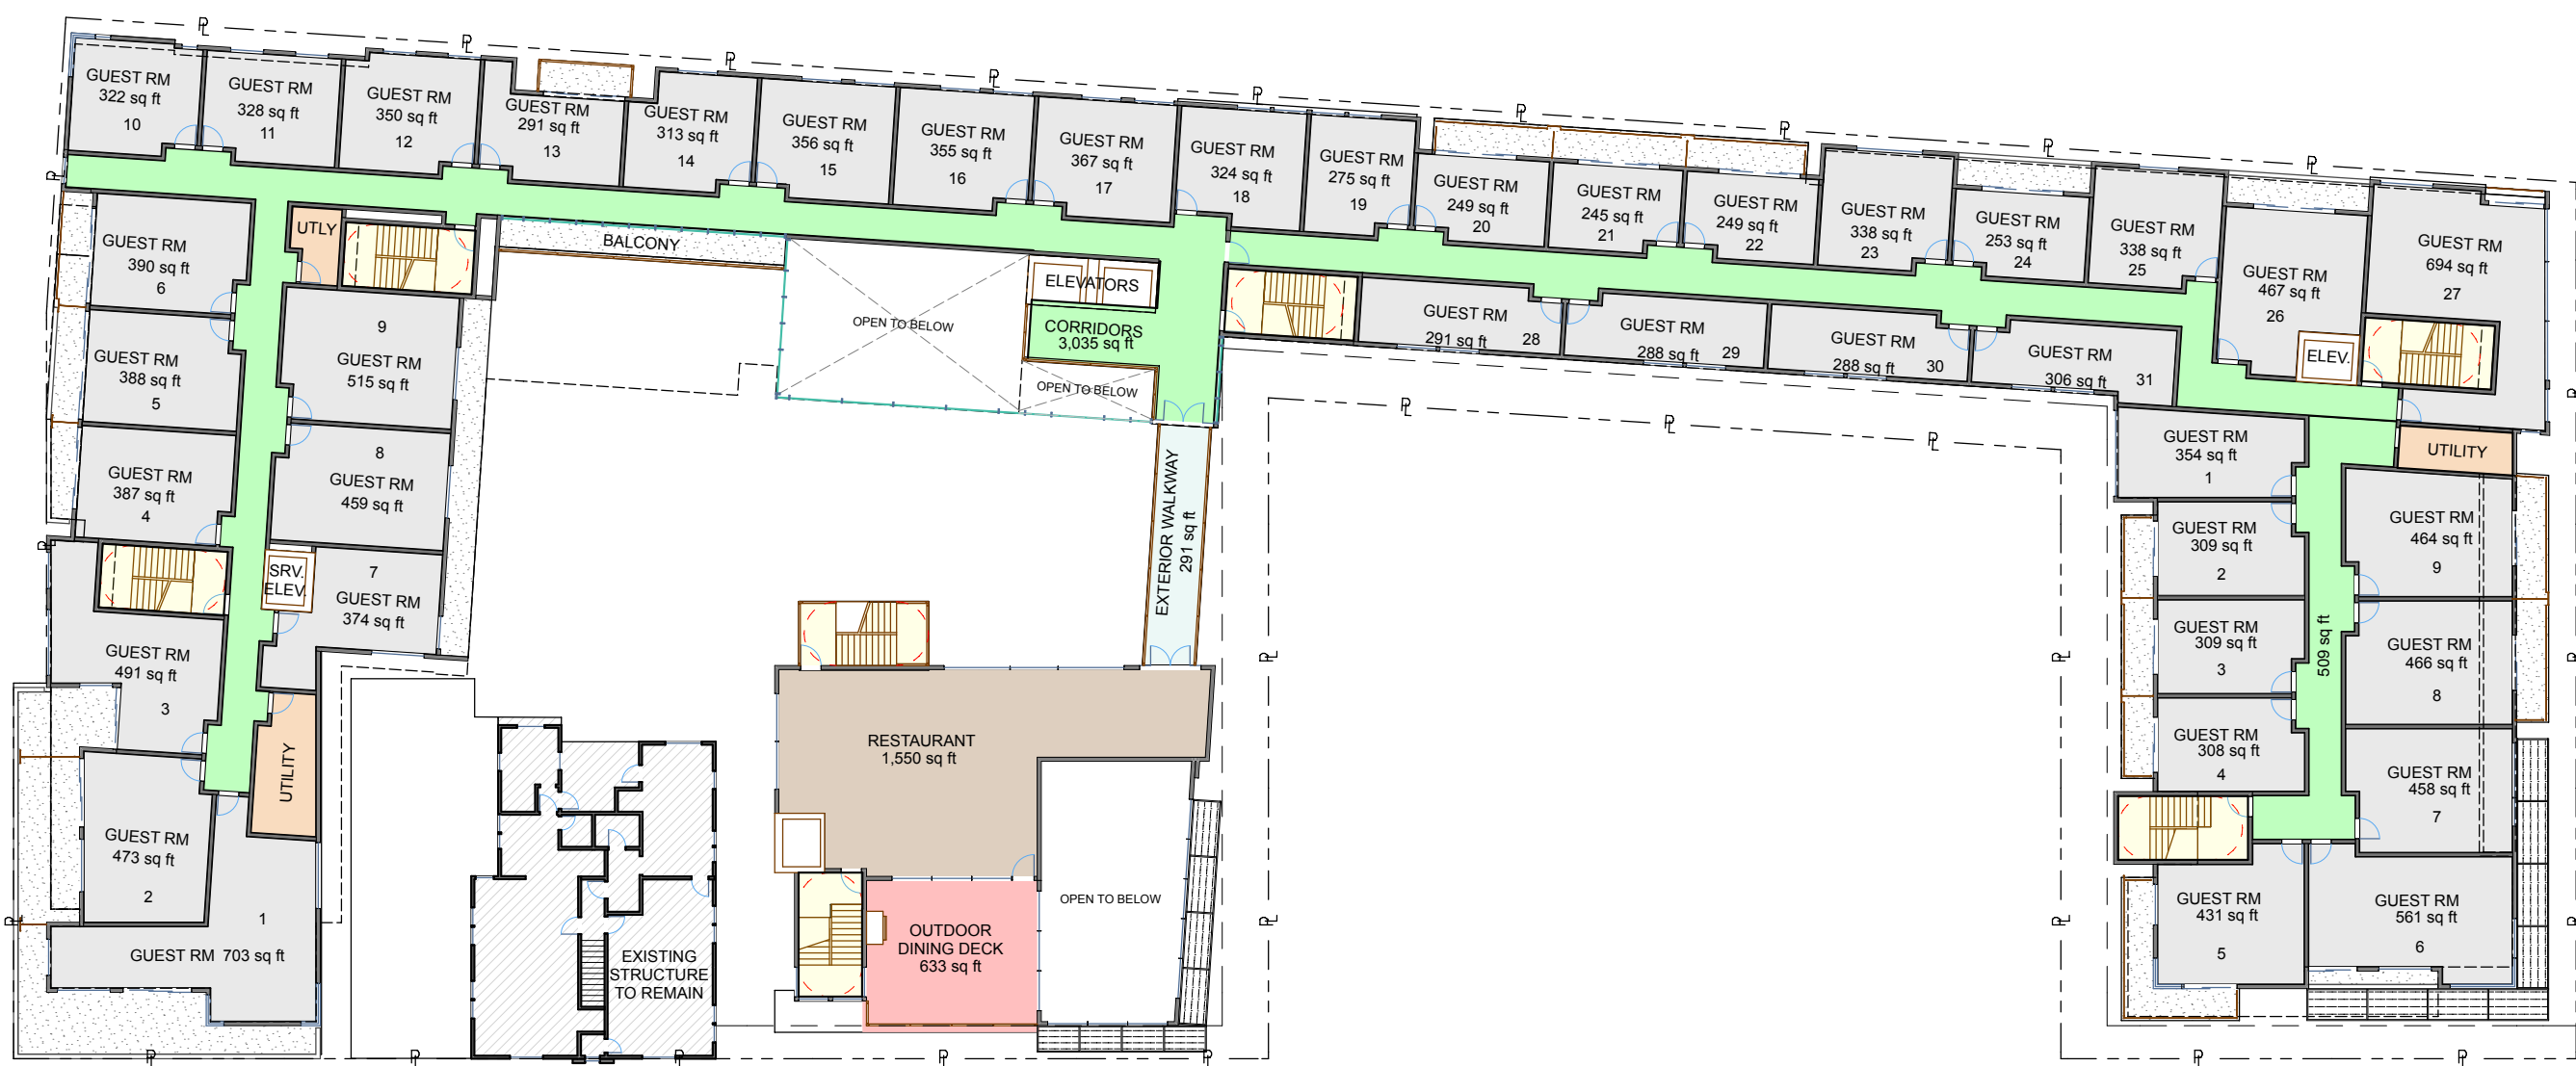 GUEST RM
322 sq ft
10
GUEST RM
328 sq ft
11
GUEST RM
350 sq ft
12
GUEST RM
291 sq ft
13
GUEST RM
313 sq ft
14
GUEST RM
356 sq ft
15
GUEST RM
355 sq ft
16
GUEST RM
367 sq ft
17
GUEST RM
324 sq ft
18
GUEST RM
275 sq ft
19
GUEST RM
249 sq ft
20
GUEST RM
245 sq ft
21
GUEST RM
249 sq ft
22
GUEST RM
338 sq ft
23
GUEST RM
253 sq ft
24
GUEST RM
338 sq ft
25
GUEST RM
467 sq ft
26
GUEST RM
694 sq ft
27
ELEV.
UTLY
BALCONY
OPEN TO BELOW
ELEVATORS
CORRIDORS
3,035 sq ft
OPEN TO BELOW
GUEST RM
291 sq ft 28
GUEST RM
288 sq ft 29
GUEST RM
288 sq ft 30
GUEST RM
306 sq ft 31
GUEST RM
390 sq ft
6
GUEST RM
388 sq ft
5
GUEST RM
387 sq ft
4
9
GUEST RM
515 sq ft
8
GUEST RM
459 sq ft
SRV.
ELEV.
7
GUEST RM
374 sq ft
GUEST RM
491 sq ft
3
UTILITY
GUEST RM
473 sq ft
2
1
GUEST RM 703 sq ft
EXISTING
STRUCTURE
TO REMAIN
EXTERIOR WALKWAY
291 sq ft
RESTAURANT
1,550 sq ft
OUTDOOR
DINING DECK
633 sq ft
OPEN TO BELOW
UTILITY
GUEST RM
354 sq ft
1
GUEST RM
309 sq ft
2
GUEST RM
309 sq ft
3
GUEST RM
308 sq ft
4
509 sq ft
GUEST RM
464 sq ft
9
GUEST RM
466 sq ft
8
GUEST RM
458 sq ft
7
GUEST RM
431 sq ft
5
GUEST RM
561 sq ft
6